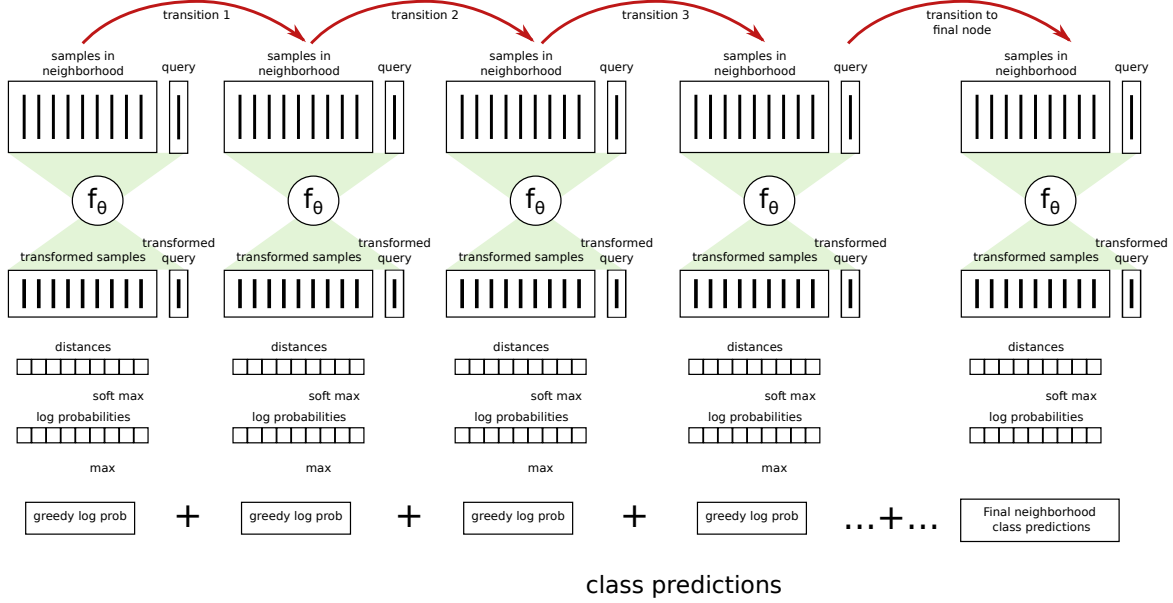 transition 1
transition 2
transition 3
transition to
final node
samples in
neighborhood
query
samples in
neighborhood
query
samples in
neighborhood
query
samples in
neighborhood
query
samples in
neighborhood
query
fθ
fθ
fθ
fθ
fθ
transformed samples
transformed
query
transformed samples
transformed
query
transformed samples
transformed
query
transformed samples
transformed
query
transformed samples
transformed
query
distances
distances
distances
distances
distances
soft max
soft max
soft max
soft max
soft max
log probabilities
log probabilities
log probabilities
log probabilities
log probabilities
max
max
max
max
greedy log prob
+
greedy log prob
+
greedy log prob
+
greedy log prob
...+...
Final neighborhood
class predictions
class predictions